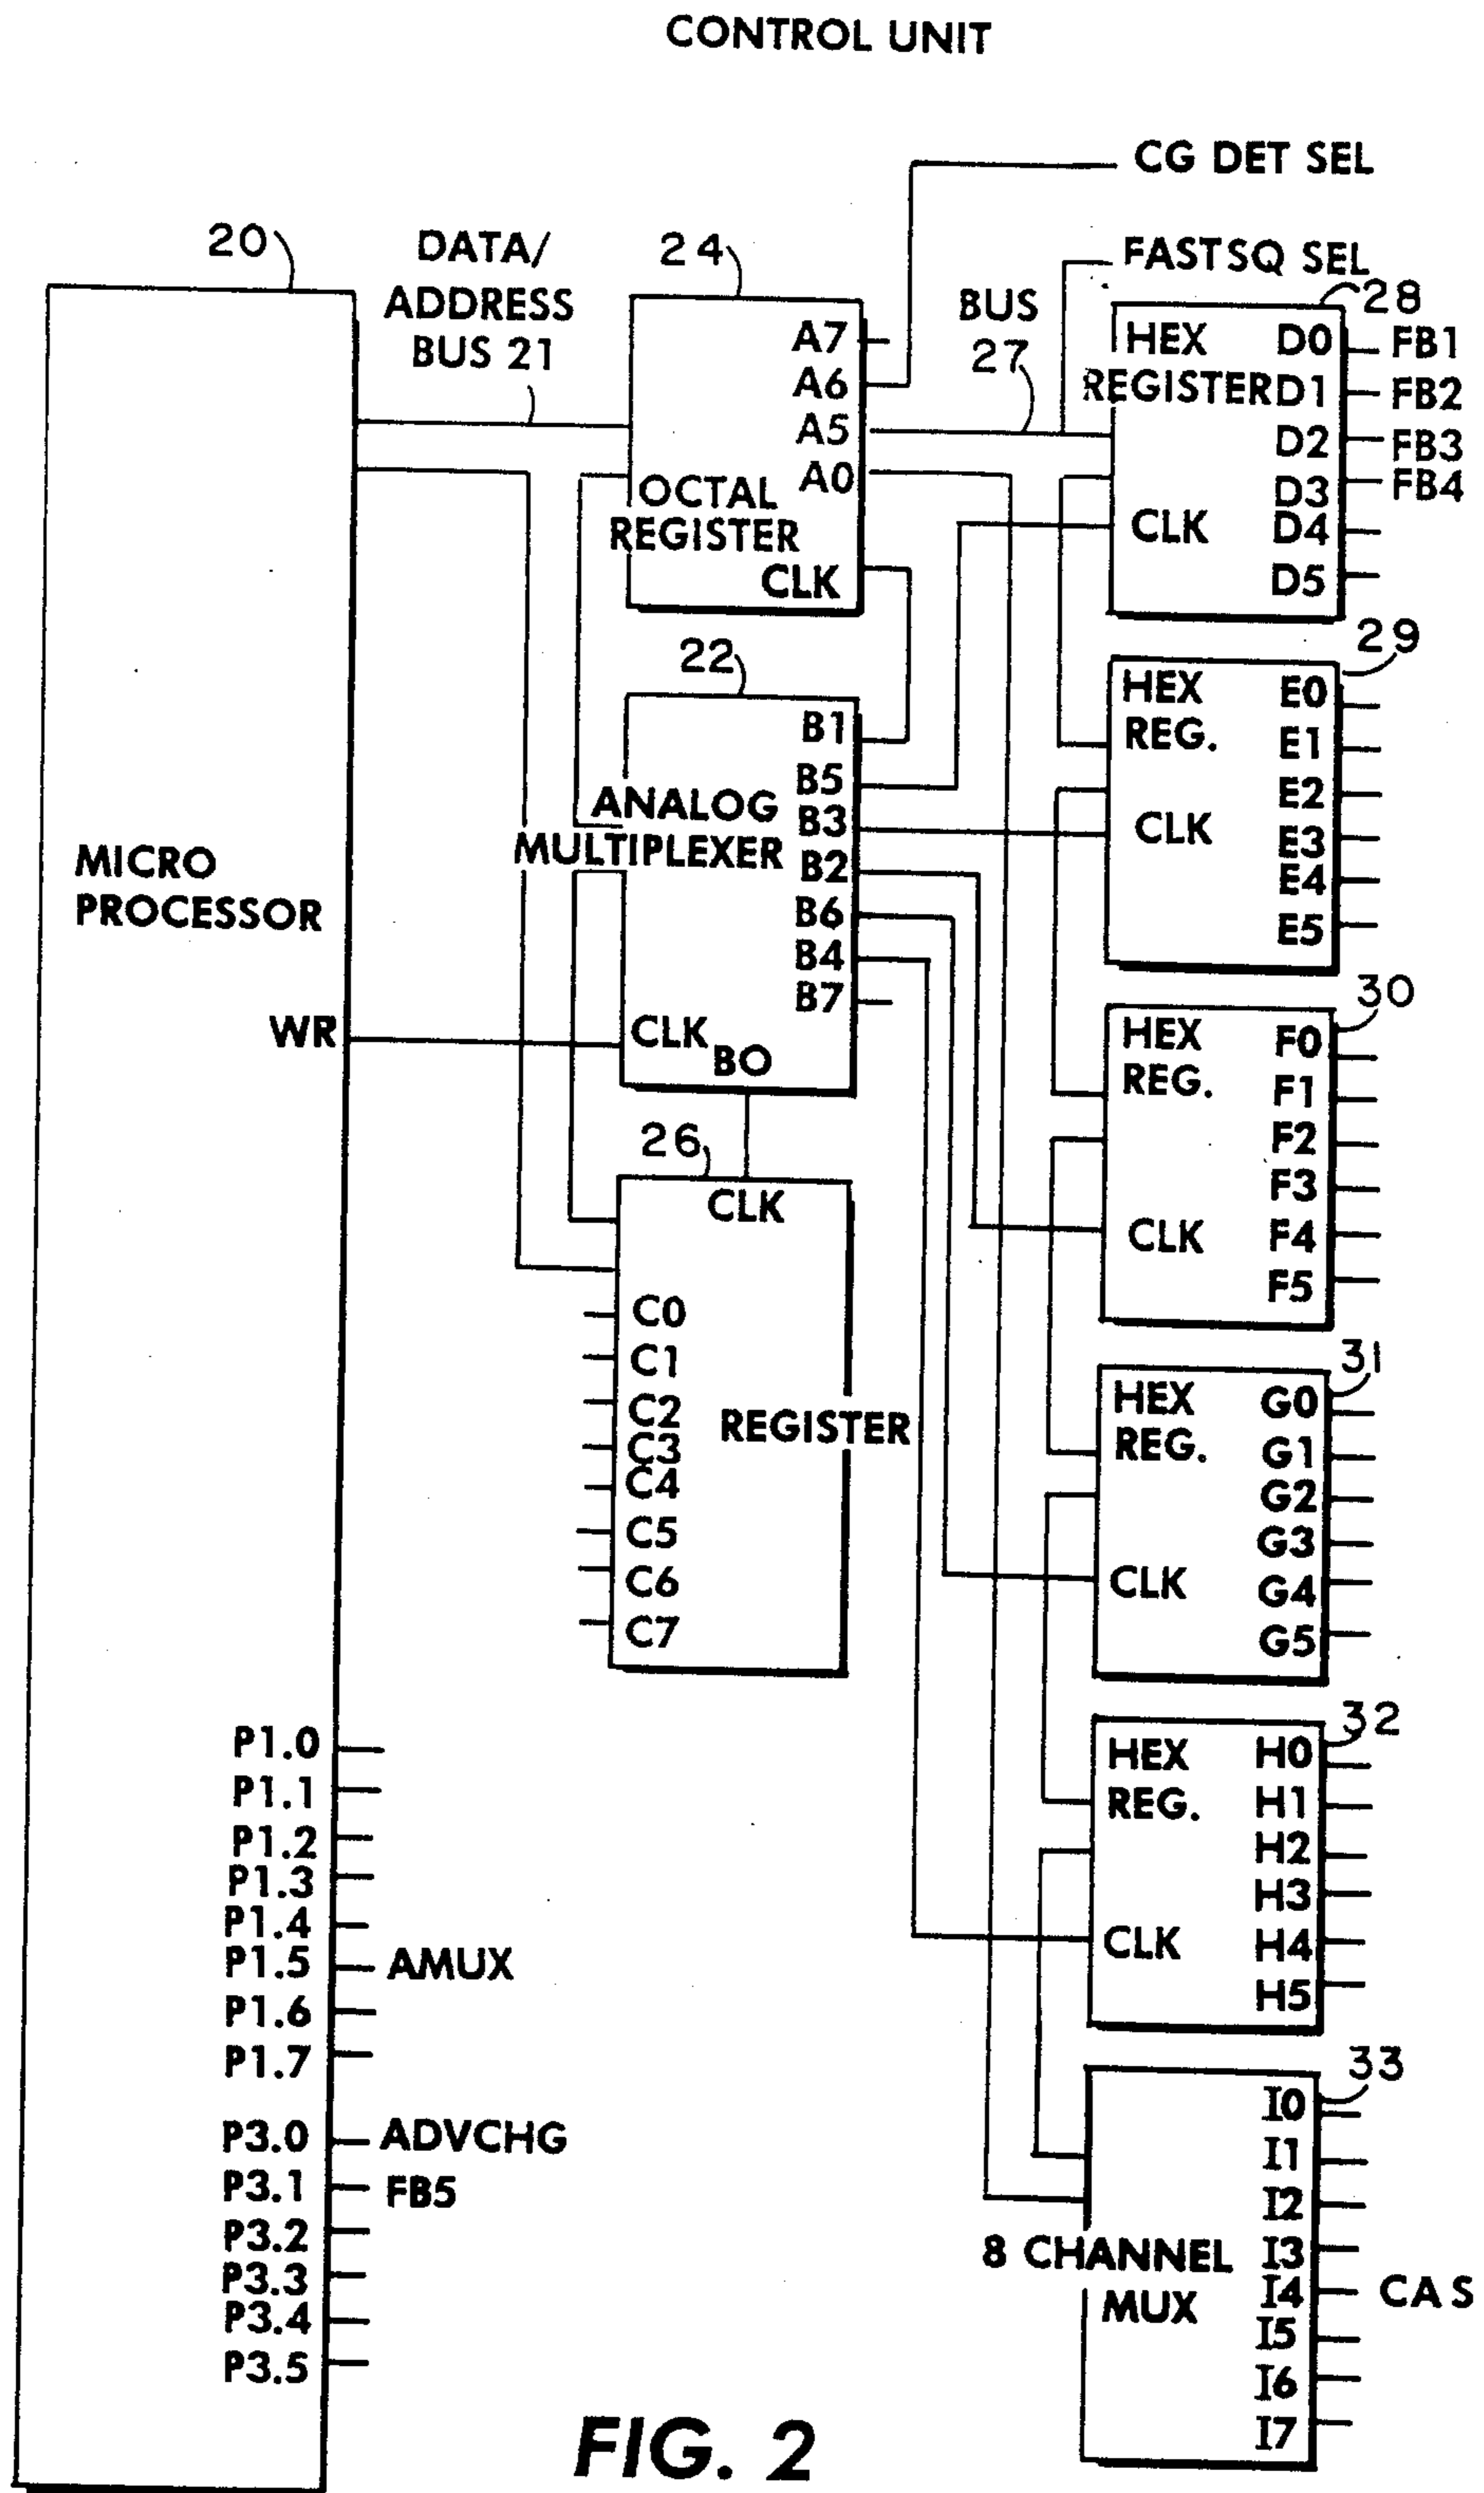 CONTROL UNIT
CG DET SEL
20
DATA/
ADDRESS
BUS 21
24
BUS
27
FASTSQ SEL
28
A7
A6
A5
A0
OCTAL
REGISTER
CLK
HEX
REGISTER
CLK
D0
D1
D2
D3
D4
D5
FB1
FB2
FB3
FB4
22
B1
B5
B3
B2
B6
B4
B7
ANALOG
MULTIPLEXER
CLK
BO
29
HEX
REG.
CLK
E0
E1
E2
E3
E4
E5
MICRO
PROCESSOR
WR
30
HEX
REG.
CLK
F0
F1
F2
F3
F4
F5
26
CLK
C0
C1
C2
C3
C4
C5
C6
C7
REGISTER
31
HEX
REG.
CLK
G0
G1
G2
G3
G4
G5
32
HEX
REG.
CLK
H0
H1
H2
H3
H4
H5
P1.0
P1.1
P1.2
P1.3
P1.4
P1.5 AMUX
P1.6
P1.7
P3.0 ADVCHG
P3.1 FB5
P3.2
P3.3
P3.4
P3.5
33
8 CHANNEL
MUX
I0
I1
I2
I3
I4 CAS
I5
I6
I7
FIG. 2